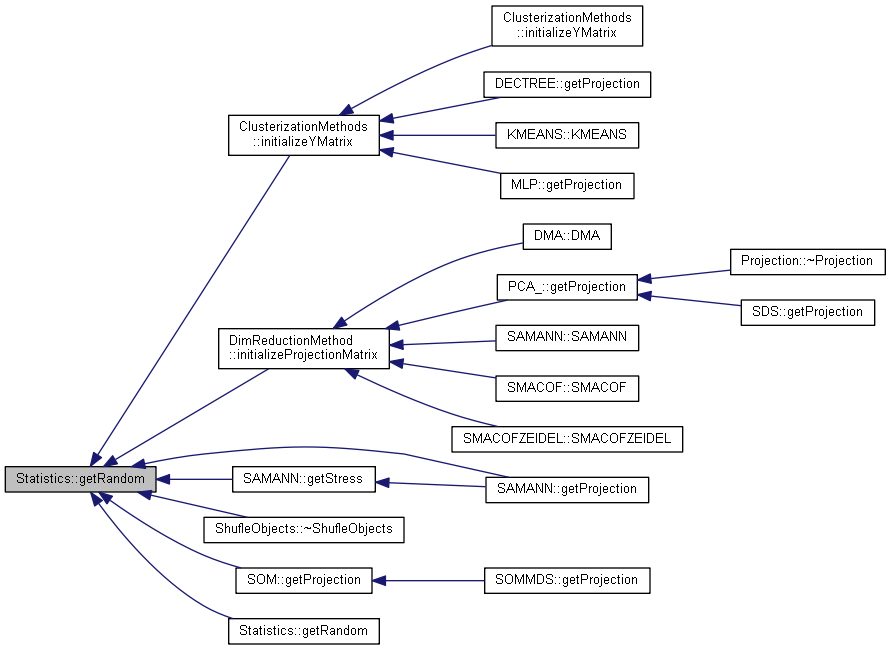 ClusterizationMethods
::initializeYMatrix
DECTREE::getProjection
ClusterizationMethods
::initializeYMatrix
KMEANS::KMEANS
MLP::getProjection
DMA::DMA
Projection::~Projection
PCA_::getProjection
SDS::getProjection
DimReductionMethod
::initializeProjectionMatrix
SAMANN::SAMANN
SMACOF::SMACOF
SMACOFZEIDEL::SMACOFZEIDEL
Statistics::getRandom
SAMANN::getStress
SAMANN::getProjection
ShufleObjects::~ShufleObjects
SOM::getProjection
SOMMDS::getProjection
Statistics::getRandom